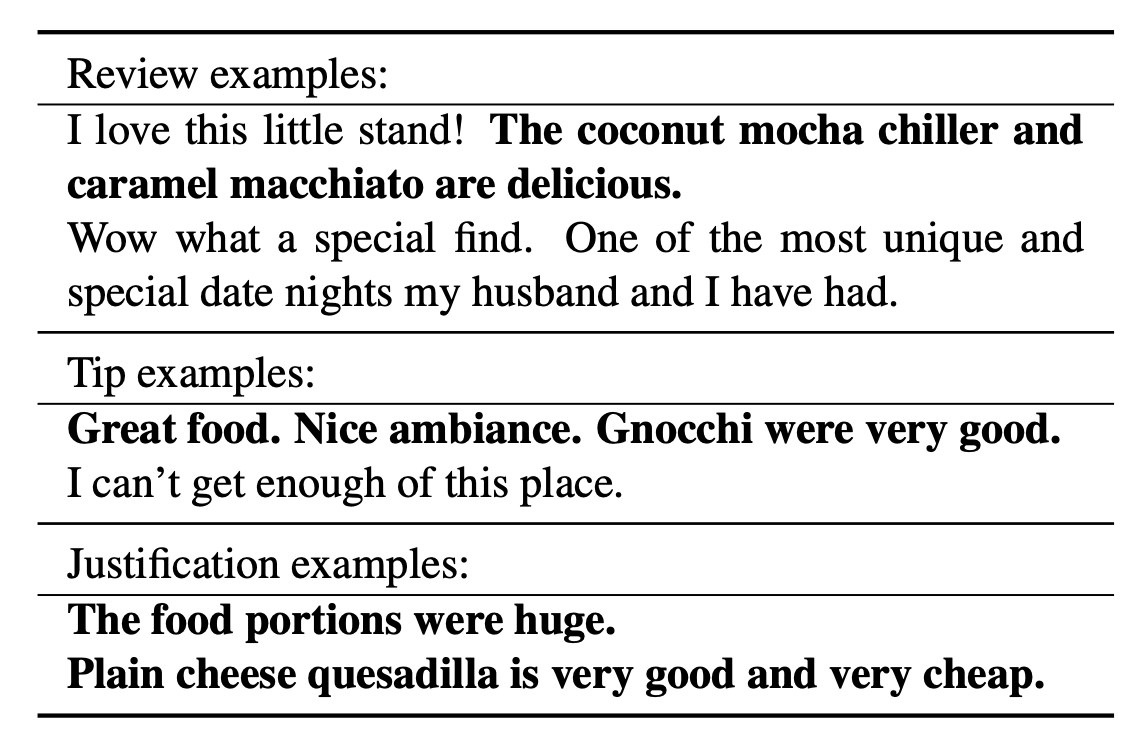 Review examples:
I love this little stand! The coconut mocha chiller and
caramel macchiato are delicious.
Wow what a special find. One of the most unique and
special date nights my husband and I have had.
Tip examples:
Great food. Nice ambiance. Gnocchi were very good.
I can’t get enough of this place.
Justification examples:
The food portions were huge.
Plain cheese quesadilla is very good and very cheap.